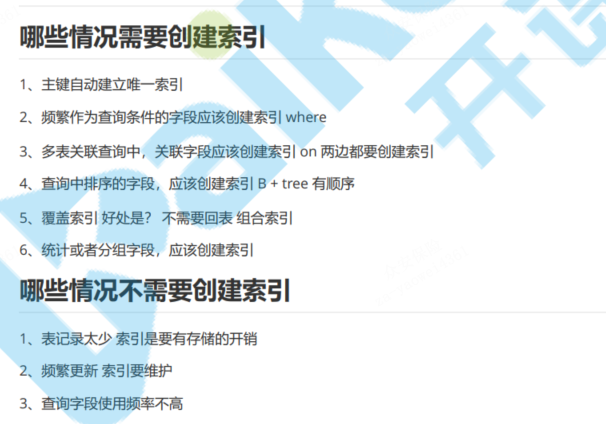 哪些情况需要创建索引
1、主键自动建立唯一索引
2、频繁作为查询条件的字段应该创建索引 where
3、多表关联查询中，关联字段应该创建索引 on 两边都要创建索引
4、查询中排序的字段，应该创建索引 B + tree 有顺序
5、覆盖索引 好处是？ 不需要回表 组合索引
6、统计或者分组字段，应该创建索引
哪些情况不需要创建索引
1、表记录太少 索引是要有存储的开销
2、频繁更新 索引要维护
3、查询字段使用频率不高